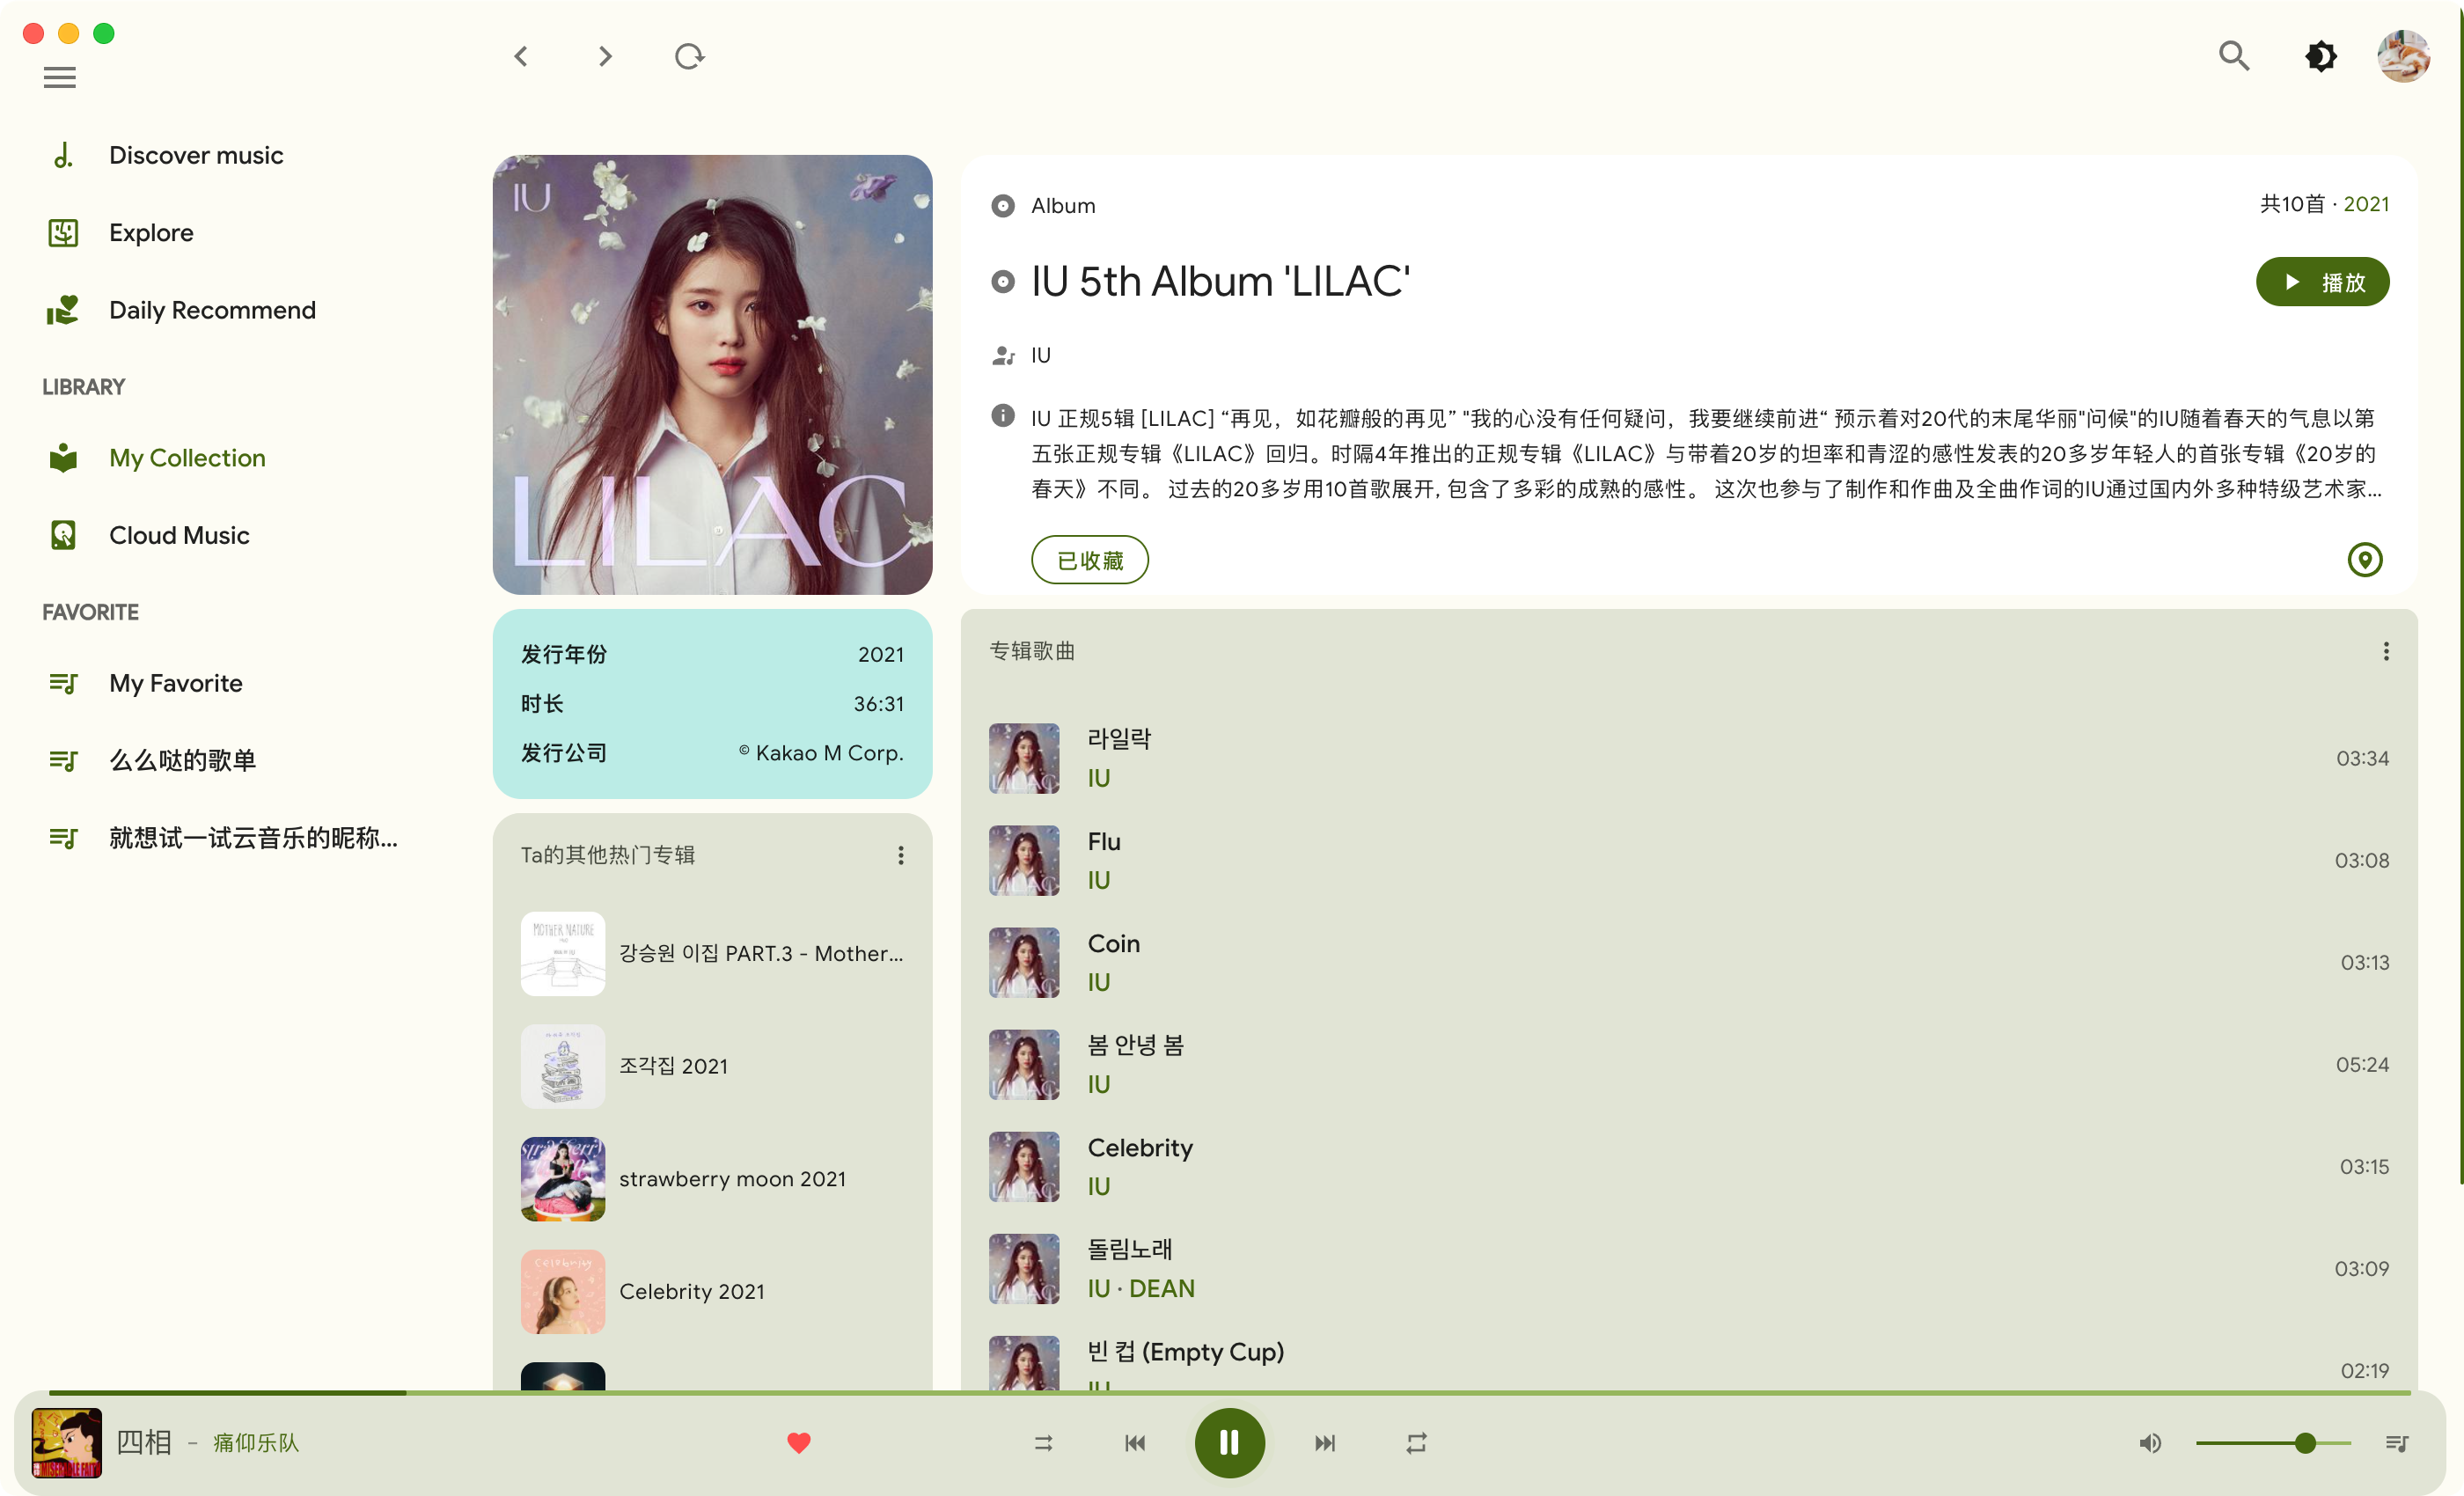 Discover music
Explore
Daily Recommend
LIBRARY
My Collection
Cloud Music
FAVORITE
My Favorite
么么哒的歌单
就想试一试云音乐的昵称...
IU
LILAC
Album
共10首 · 2021
IU 5th Album 'LILAC'
播放
IU
IU 正规5辑 [LILAC] “再见，如花瓣般的再见” "我的心没有任何疑问，我要继续前进“ 预示着对20代的末尾华丽"问候"的IU随着春天的气息以第
五张正规专辑《LILAC》回归。时隔4年推出的正规专辑《LILAC》与带着20岁的坦率和青涩的感性发表的20多岁年轻人的首张专辑《20岁的
春天》不同。 过去的20多岁用10首歌展开, 包含了多彩的成熟的感性。 这次也参与了制作和作曲及全曲作词的IU通过国内外多种特级艺术家...
已收藏
发行年份 2021
时长 36:31
发行公司 © Kakao M Corp.
Ta的其他热门专辑
MOTHER NATURE
강승원 이집 PART.3 - Mother...
조각집 2021
strawberry moon 2021
Celebrity
Celebrity 2021
专辑歌曲
라일락
IU
03:34
Flu
IU
03:08
Coin
IU
03:13
봄 안녕 봄
IU
05:24
Celebrity
IU
03:15
돌림노래
IU · DEAN
03:09
빈 컵 (Empty Cup)
IU
02:19
四相 - 痛仰乐队
MISERABLE FAITH